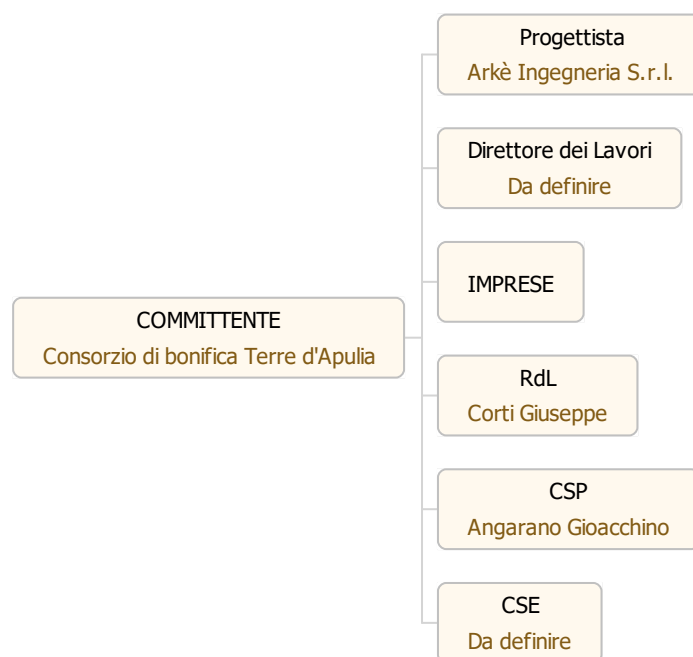 Progettista
Arkè Ingegneria S.r.l.
Direttore dei Lavori
Da definire
IMPRESE
COMMITTENTE
Consorzio di bonifica Terre d'Apulia
RdL
Corti Giuseppe
CSP
Angarano Gioacchino
CSE
Da definire